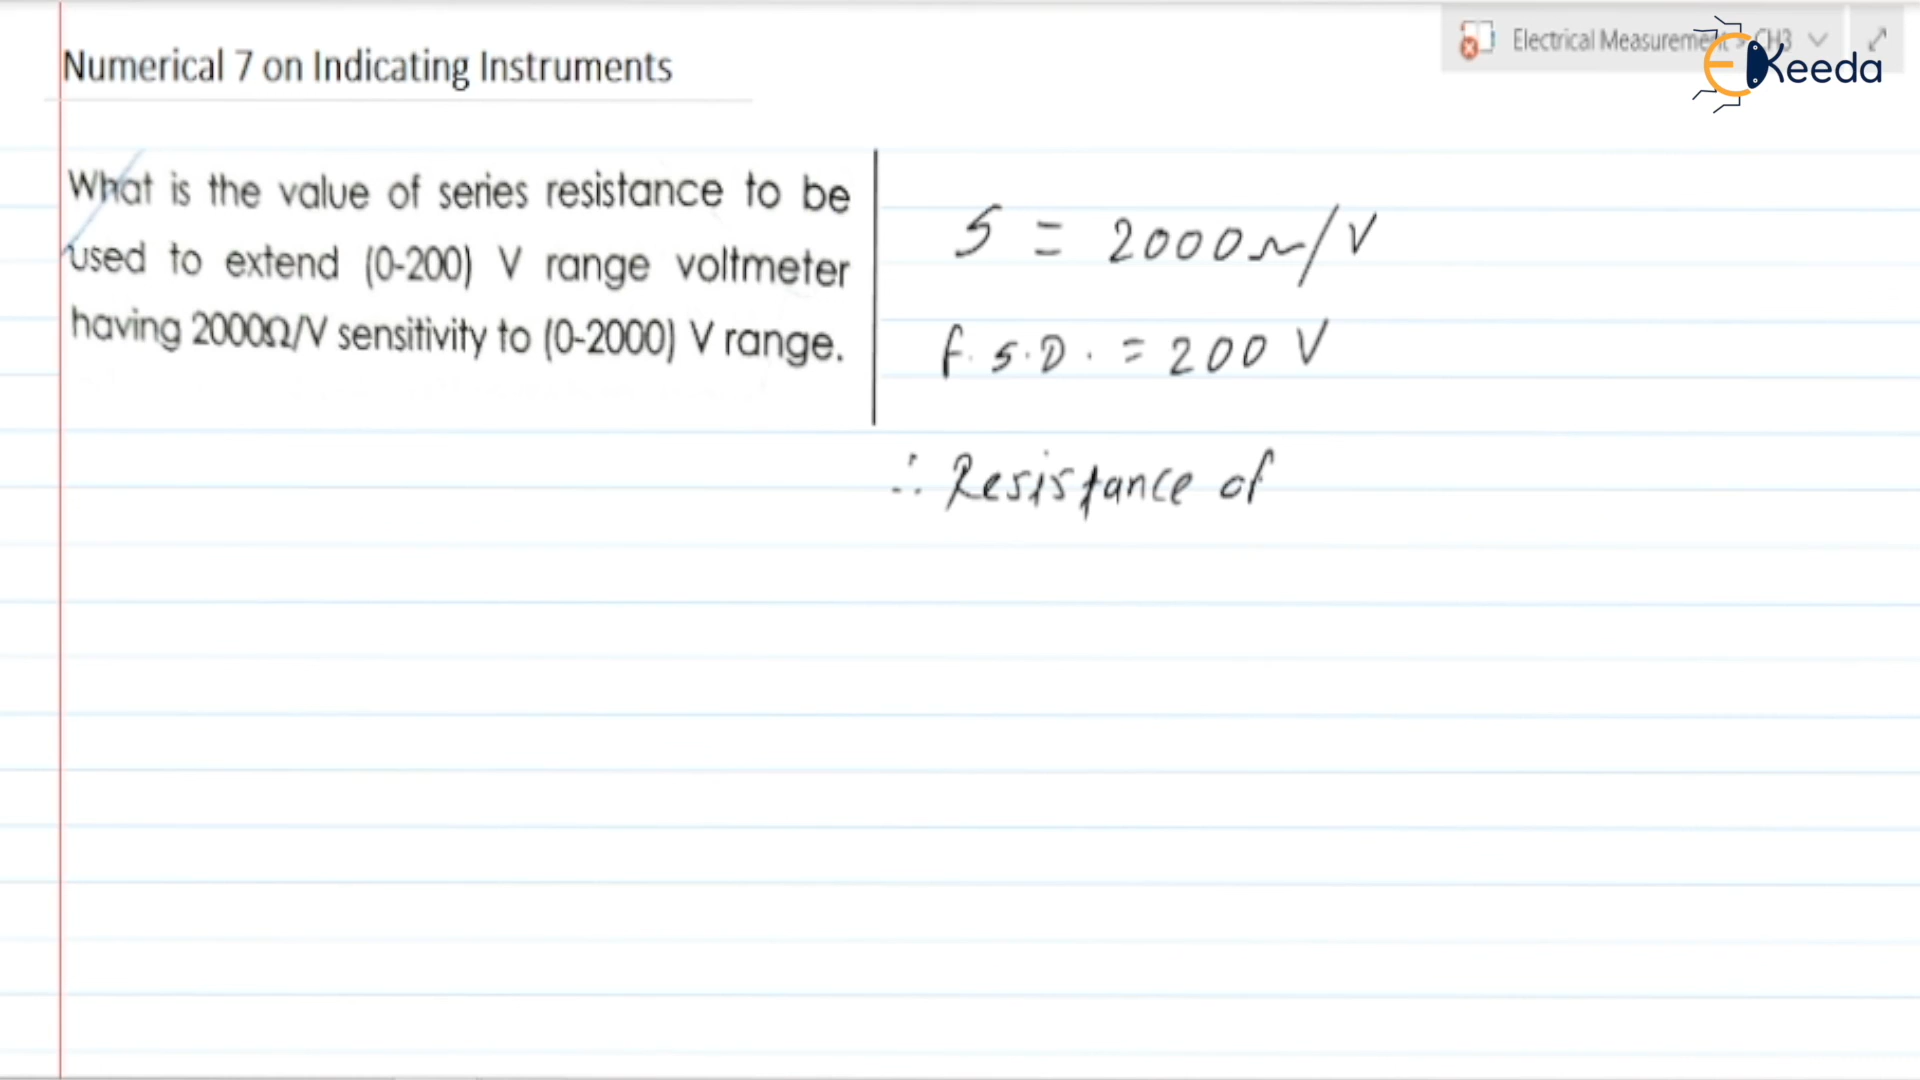 Numerical 7 on Indicating Instruments
Electrical Measurement > CH3
Keeda
What is the value of series resistance to be
used to extend (0-200) V range voltmeter
having 2000Ω/V sensitivity to (0-2000) V range.
S = 2000Ω/V
f.s.D. = 200 V
∴ Resistance of